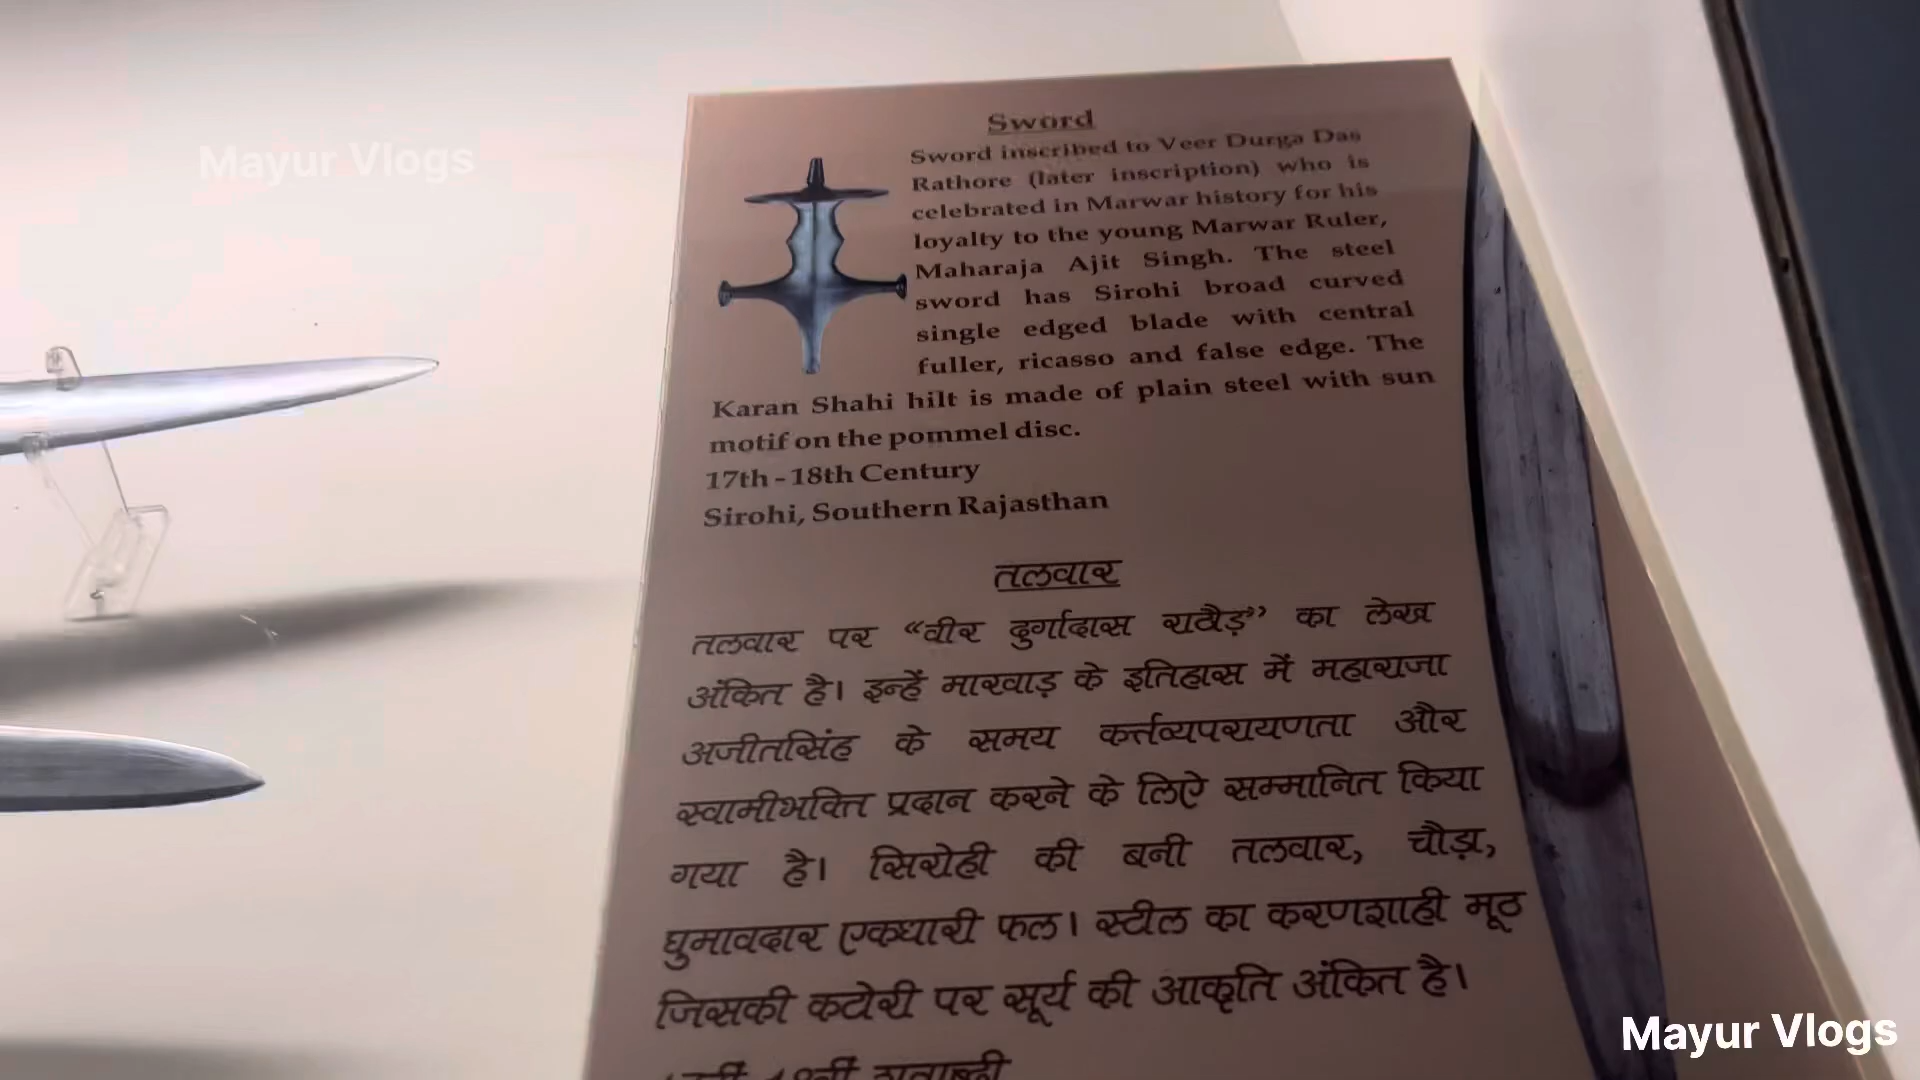 Mayur Vlogs
Sword
Sword inscribed to Veer Durga Das
Rathore (later inscription) who is
celebrated in Marwar history for his
loyalty to the young Marwar Ruler,
Maharaja Ajit Singh. The steel
sword has Sirohi broad curved
single edged blade with central
fuller, ricasso and false edge. The
Karan Shahi hilt is made of plain steel with sun
motif on the pommel disc.
17th - 18th Century
Sirohi, Southern Rajasthan
तलवार
तलवार पर “वीर दुर्गादास राठौड़” का लेख
अंकित है। इन्हें मारवाड़ के इतिहास में महाराजा
अजीतसिंह के समय कर्त्तव्यपरायणता और
स्वामीभक्ति प्रदान करने के लिऐ सम्मानित किया
गया है। सिरोही की बनी तलवार, चौड़ा,
घुमावदार एकधारी फल। स्टील का करणशाही मूठ
जिसकी कटोरी पर सूर्य की आकृति अंकित है।
शताब्दी
Mayur Vlogs